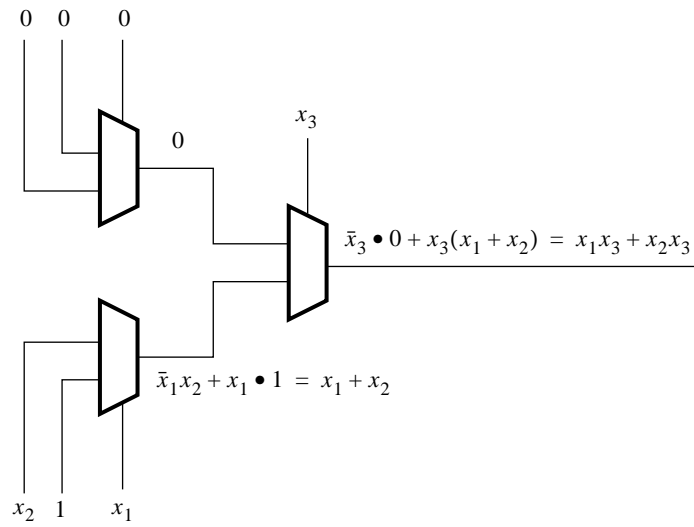 0 0 0
x₃
0
x̄₃ • 0 + x₃(x₁ + x₂) = x₁x₃ + x₂x₃
x̄₁x₂ + x₁ • 1 = x₁ + x₂
x₂ 1 x₁